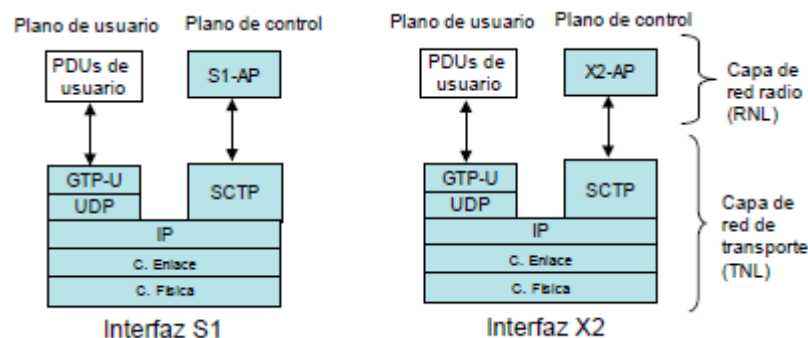 Plano de usuario
Plano de control
PDUs de
usuario
S1-AP
GTP-U
UDP
SCTP
IP
C. Enlace
C. Física
Interfaz S1
Plano de usuario
Plano de control
PDUs de
usuario
X2-AP
GTP-U
UDP
SCTP
IP
C. Enlace
C. Física
Interfaz X2
Capa de
red radio
(RNL)
Capa de
red de
transporte
(TNL)